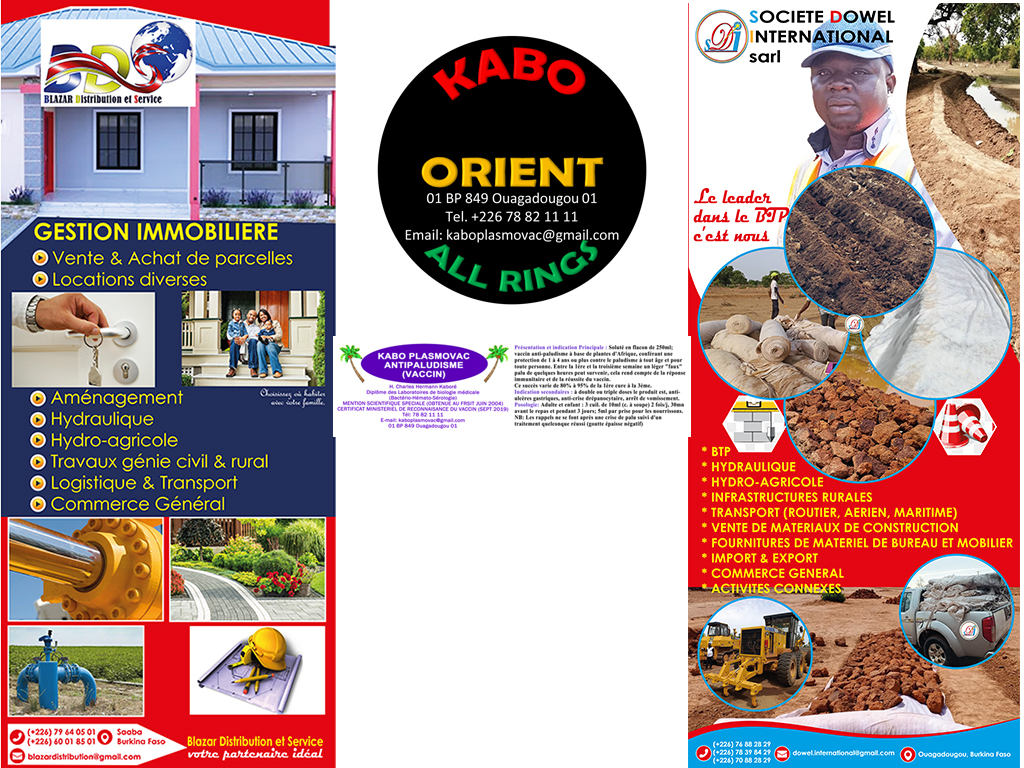 BDO
BLAZAR Distribution et Service
GESTION IMMOBILIERE
Vente & Achat de parcelles
Locations diverses
Choisissez où habiter
avec votre famille.
Aménagement
Hydraulique
Hydro-agricole
Travaux génie civil & rural
Logistique & Transport
Commerce Général
(+226) 79 64 05 01
(+226) 60 01 85 01
Saaba
Burkina Faso
blazardistribution@gmail.com
Blazar Distribution et Service
votre partenaire idéal
KABO
ORIENT
01 BP 849 Ouagadougou 01
Tel. +226 78 82 11 11
Email: kaboplasmovac@gmail.com
ALL RINGS
KABO PLASMOVAC
ANTIPALUDISME
(VACCIN)
H. Charles Hermann Kaboré
Diplômé des Laboratoires de biologie médicale
(Bactério-Hémato-Sérologie)
MENTION SCIENTIFIQUE SPECIALE (OBTENUE AU FRSIT JUIN 2004)
CERTIFICAT MINISTERIEL DE RECONNAISANCE DU VACCIN (SEPT 2019)
Tél: 78 82 11 11
E-mail: kaboplasmovac@gmail.com
01 BP 849 Ouagadougou 01
Présentation et indication Principale : Soluté en flacon de 250ml;
vaccin anti-paludisme à base de plantes d'Afrique, conférant une
protection de 1 à 4 ans ou plus contre le paludisme à tout âge et pour
toute personne. Entre la 1ère et la troisième semaine un léger "faux"
palu de quelques heures peut survenir, cela rend compte de la réponse
immunitaire et de la réussite du vaccin.
Ce succès varie de 80% à 95% de la 1ère cure à la 3ème.
Indication secondaires : à double ou triple doses le produit est, anti-
ulcères gastriques, anti-crise drépanocytaire, arrêt de vomissement.
Posologie: Adulte et enfant : 3 cuil. de 10ml (c. à soupe) 2 fois/j, 30mn
avant le repas et pendant 3 jours; 5ml par prise pour les nourrissons.
NB: Les rappels ne se font après une crise de palu suivi d'un
traitement quelconque réussi (goutte épaisse négatif)
SOCIETE DOWEL
INTERNATIONAL
sarl
Le leader
dans le BTP
c'est nous
* BTP
* HYDRAULIQUE
* HYDRO-AGRICOLE
* INFRASTRUCTURES RURALES
* TRANSPORT (ROUTIER, AERIEN, MARITIME)
* VENTE DE MATERIAUX DE CONSTRUCTION
* FOURNITURES DE MATERIEL DE BUREAU ET MOBILIER
* IMPORT & EXPORT
* COMMERCE GENERAL
* ACTIVITES CONNEXES
(+226) 76 88 28 29
(+226) 78 39 84 29
(+226) 70 88 28 29
dowel.international@gmail.com
Ouagadougou, Burkina Faso